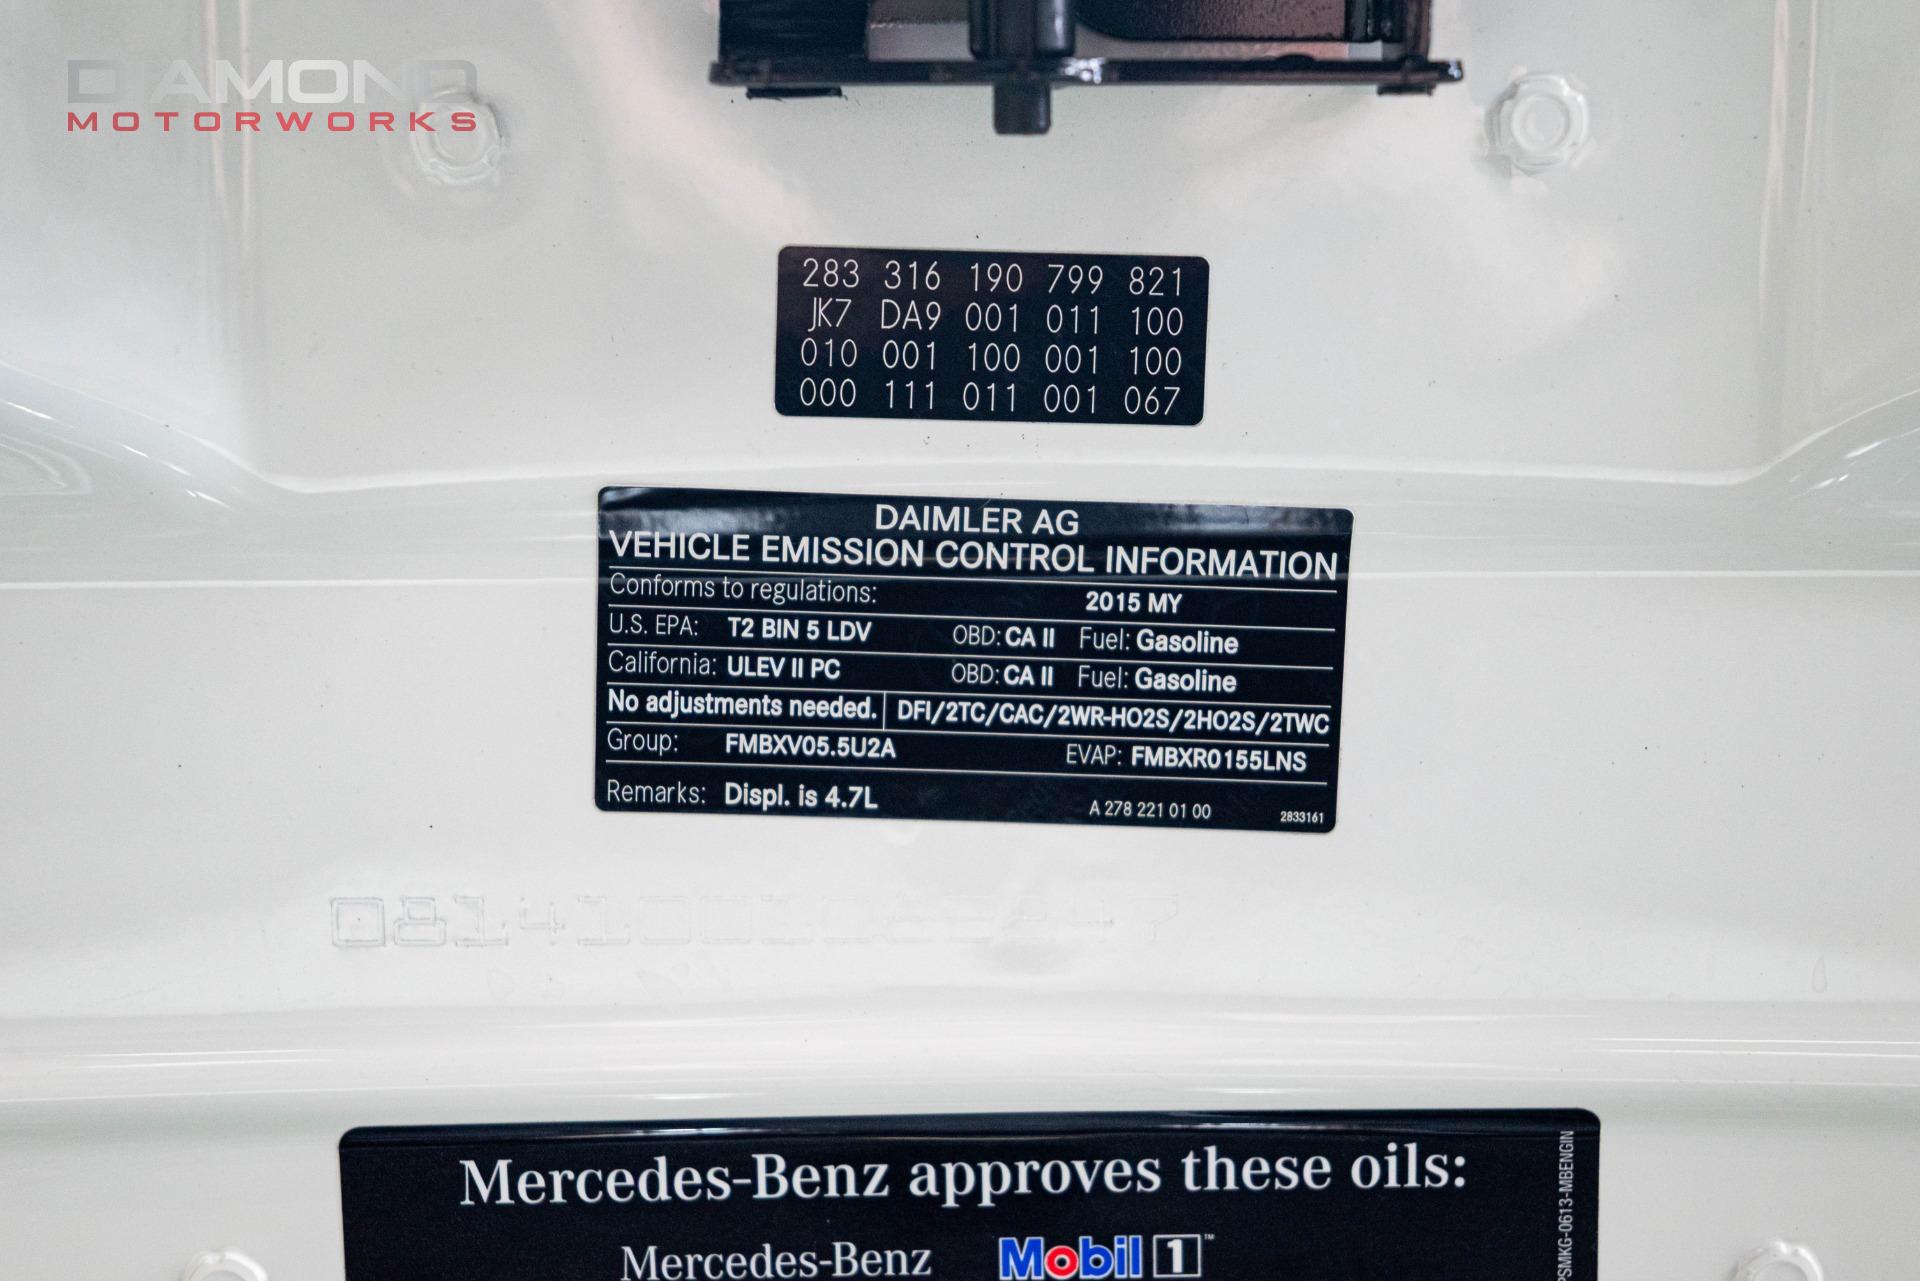 DIAMOND
MOTORWORKS
283 316 190 799 821
JK7 DA9 001 011 100
010 001 100 001 100
000 111 011 001 067
DAIMLER AG
VEHICLE EMISSION CONTROL INFORMATION
Conforms to regulations: 2015 MY
U.S. EPA: T2 BIN 5 LDV OBD: CA II Fuel: Gasoline
California: ULEV II PC OBD: CA II Fuel: Gasoline
No adjustments needed. DFI/2TC/CAC/2WR-HO2S/2HO2S/2TWC
Group: FMBXV05.5U2A EVAP: FMBXR0155LNS
Remarks: Displ. is 4.7L A 278 221 01 00 2833161
Mercedes-Benz approves these oils:
Mercedes-Benz Mobil 1™
PSMKG-0613-MBENGIN